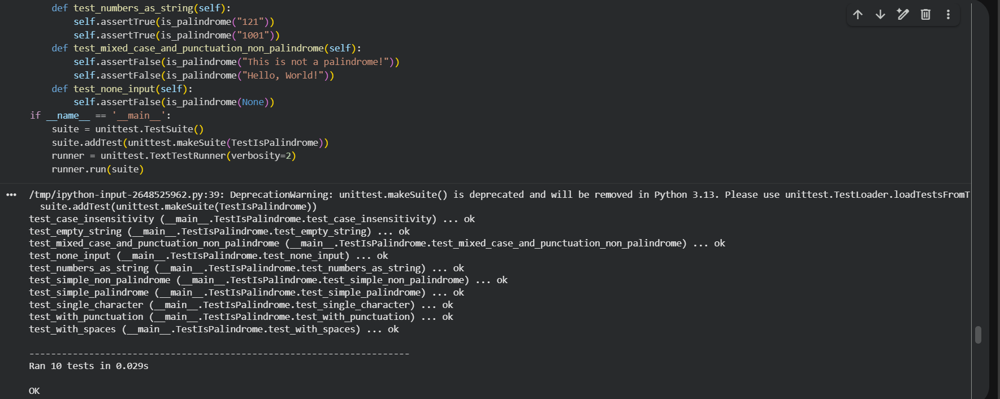 def test_numbers_as_string(self):
self.assertTrue(is_palindrome("121"))
self.assertTrue(is_palindrome("1001"))
def test_mixed_case_and_punctuation_non_palindrome(self):
self.assertFalse(is_palindrome("This is not a palindrome!"))
self.assertFalse(is_palindrome("Hello, World!"))
def test_none_input(self):
self.assertFalse(is_palindrome(None))
if __name__ == '__main__':
suite = unittest.TestSuite()
suite.addTest(unittest.makeSuite(TestIsPalindrome))
runner = unittest.TextTestRunner(verbosity=2)
runner.run(suite)
/tmp/ipython-input-2648525962.py:39: DeprecationWarning: unittest.makeSuite() is deprecated and will be removed in Python 3.13. Please use unittest.TestLoader.loadTestsFromT
suite.addTest(unittest.makeSuite(TestIsPalindrome))
test_case_insensitivity (__main__.TestIsPalindrome.test_case_insensitivity) ... ok
test_empty_string (__main__.TestIsPalindrome.test_empty_string) ... ok
test_mixed_case_and_punctuation_non_palindrome (__main__.TestIsPalindrome.test_mixed_case_and_punctuation_non_palindrome) ... ok
test_none_input (__main__.TestIsPalindrome.test_none_input) ... ok
test_numbers_as_string (__main__.TestIsPalindrome.test_numbers_as_string) ... ok
test_simple_non_palindrome (__main__.TestIsPalindrome.test_simple_non_palindrome) ... ok
test_simple_palindrome (__main__.TestIsPalindrome.test_simple_palindrome) ... ok
test_single_character (__main__.TestIsPalindrome.test_single_character) ... ok
test_with_punctuation (__main__.TestIsPalindrome.test_with_punctuation) ... ok
test_with_spaces (__main__.TestIsPalindrome.test_with_spaces) ... ok
----------------------------------------------------------------------
Ran 10 tests in 0.029s
OK